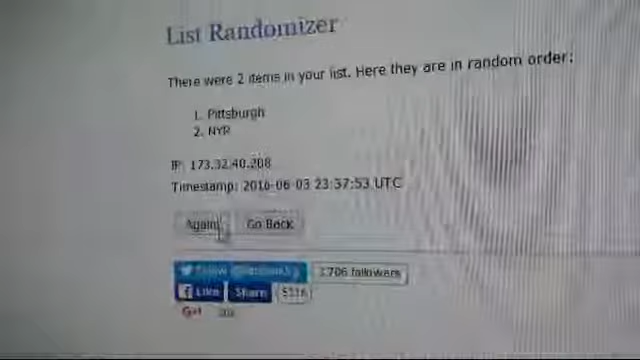 List Randomizer
There were 2 items in your list. Here they are in random order:
1. Pittsburgh
2. NYR
IP: 173.32.40.208
Timestamp: 2016-06-03 23:37:53 UTC
Again! Go Back
Follow
Like Share